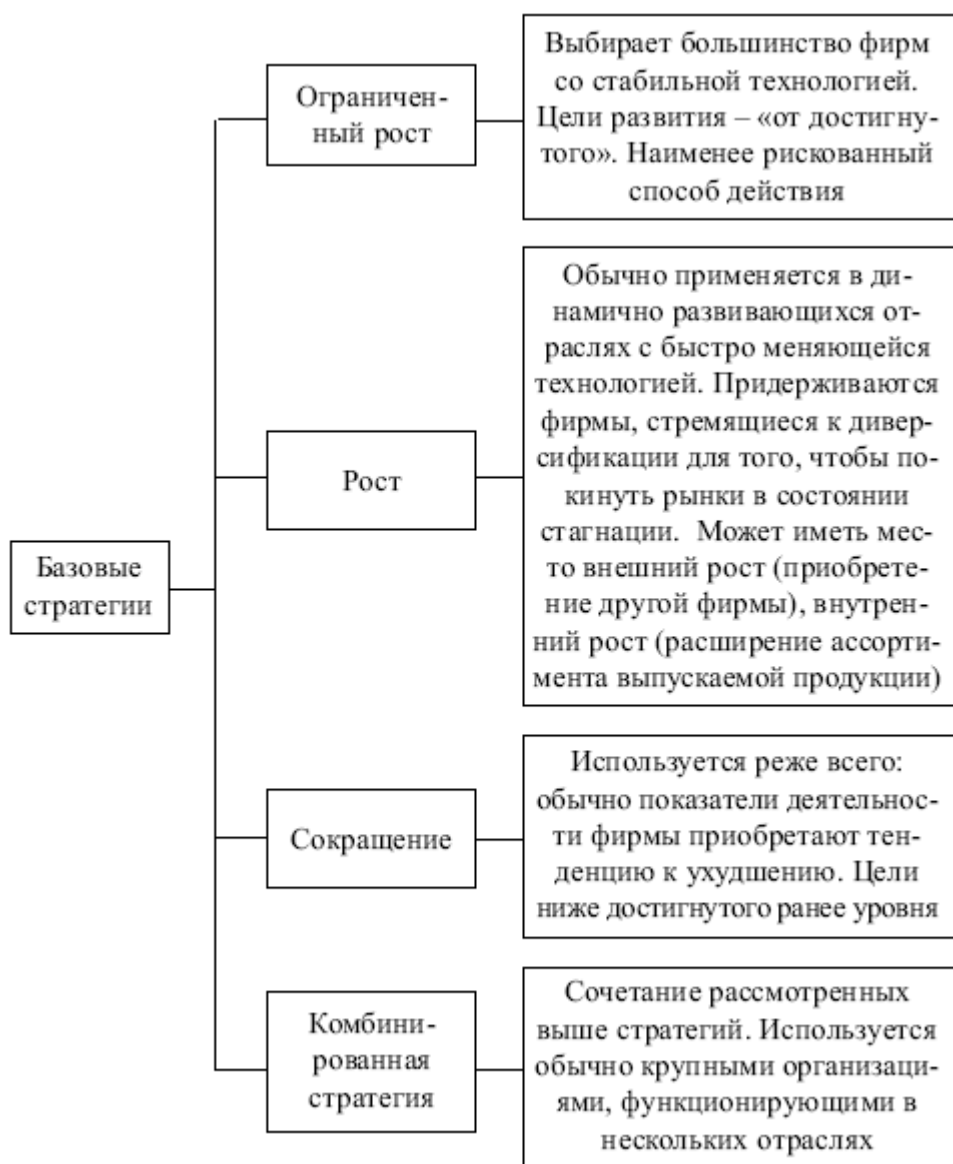 Выбирает большинство фирм
со стабильной технологией.
Цели развития – «от достигну-
того». Наименее рискованный
способ действия
Ограничен-
ный рост
Обычно применяется в ди-
намично развивающихся от-
раслях с быстро меняющейся
технологией. Придерживаются
фирмы, стремящиеся к дивер-
сификации для того, чтобы по-
кинуть рынки в состоянии
стагнации. Может иметь мес-
то внешний рост (приобрете-
ние другой фирмы), внутрен-
ний рост (расширение ассорти-
мента выпускаемой продукции)
Рост
Базовые
стратегии
Используется реже всего:
обычно показатели деятельнос-
ти фирмы приобретают тен-
денцию к ухудшению. Цели
ниже достигнутого ранее уровня
Сокращение
Сочетание рассмотренных
выше стратегий. Используется
обычно крупными организаци-
ями, функционирующими в
нескольких отраслях
Комбини-
рованная
стратегия